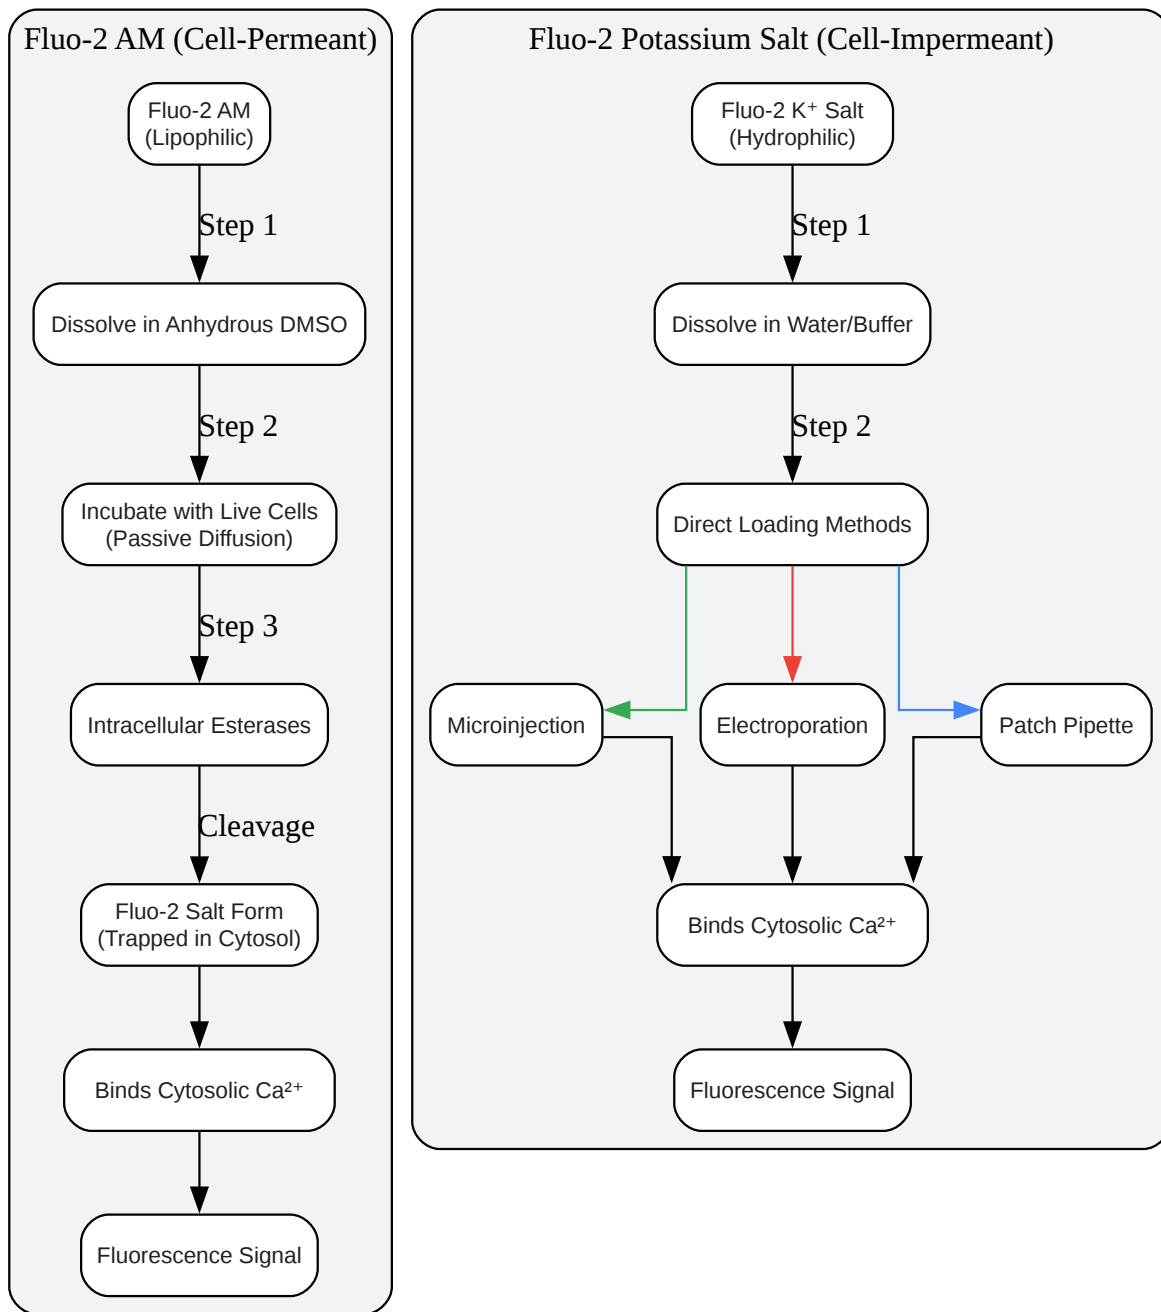 Fluo-2 AM (Cell-Permeant)
Fluo-2 AM
(Lipophilic)
Step 1
Dissolve in Anhydrous DMSO
Step 2
Incubate with Live Cells
(Passive Diffusion)
Step 3
Intracellular Esterases
Cleavage
Fluo-2 Salt Form
(Trapped in Cytosol)
Binds Cytosolic Ca²⁺
Fluorescence Signal
Fluo-2 Potassium Salt (Cell-Impermeant)
Fluo-2 K⁺ Salt
(Hydrophilic)
Step 1
Dissolve in Water/Buffer
Step 2
Direct Loading Methods
Microinjection
Electroporation
Patch Pipette
Binds Cytosolic Ca²⁺
Fluorescence Signal